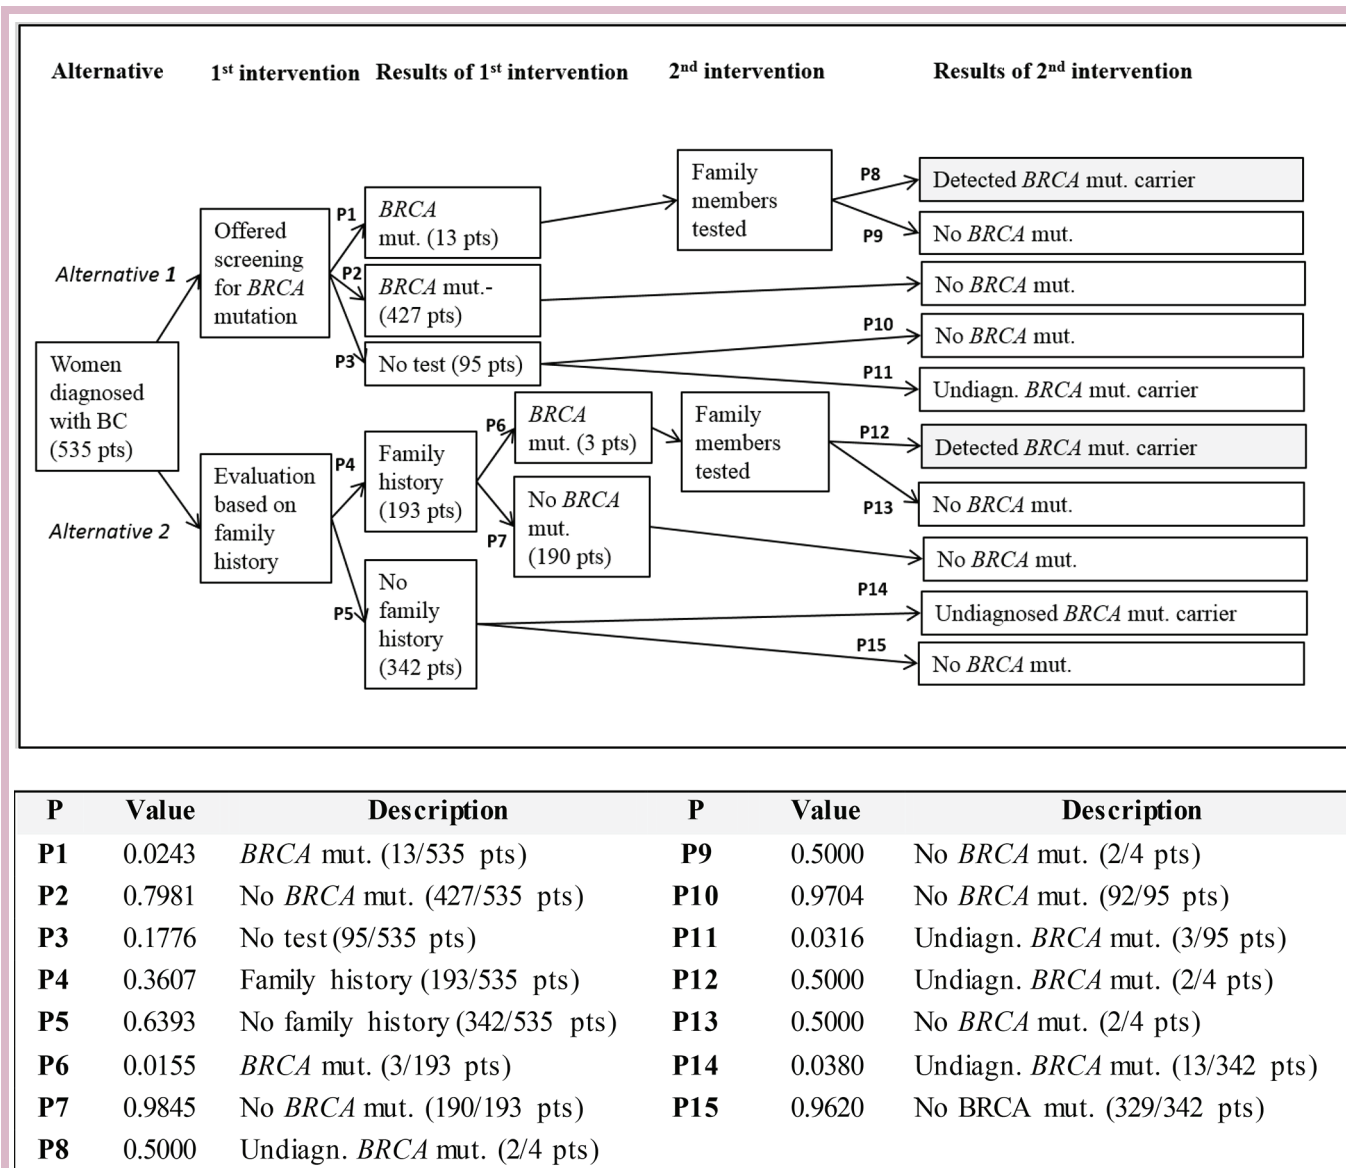 Alternative 1st intervention Results of 1st intervention 2nd intervention Results of 2nd intervention
Alternative 1
Women
diagnosed
with BC
(535 pts)
Alternative 2
Offered
screening
for BRCA
mutation
P1
P2
P3
BRCA
mut. (13 pts)
BRCA mut.-
(427 pts)
No test (95 pts)
Family
members
tested
P8
P9
Detected BRCA mut. carrier
No BRCA mut.
No BRCA mut.
P10
P11
No BRCA mut.
Undiagn. BRCA mut. carrier
Evaluation
based on
family
history
P4
P5
Family
history
(193 pts)
No
family
history
(342 pts)
P6
P7
BRCA
mut. (3 pts)
No BRCA
mut.
(190 pts)
Family
members
tested
P12
P13
Detected BRCA mut. carrier
No BRCA mut.
No BRCA mut.
P14
P15
Undiagnosed BRCA mut. carrier
No BRCA mut.
P Value Description P Value Description
P1 0.0243 BRCA mut. (13/535 pts) P9 0.5000 No BRCA mut. (2/4 pts)
P2 0.7981 No BRCA mut. (427/535 pts) P10 0.9704 No BRCA mut. (92/95 pts)
P3 0.1776 No test (95/535 pts) P11 0.0316 Undiagn. BRCA mut. (3/95 pts)
P4 0.3607 Family history (193/535 pts) P12 0.5000 Undiagn. BRCA mut. (2/4 pts)
P5 0.6393 No family history (342/535 pts) P13 0.5000 No BRCA mut. (2/4 pts)
P6 0.0155 BRCA mut. (3/193 pts) P14 0.0380 Undiagn. BRCA mut. (13/342 pts)
P7 0.9845 No BRCA mut. (190/193 pts) P15 0.9620 No BRCA mut. (329/342 pts)
P8 0.5000 Undiagn. BRCA mut. (2/4 pts)